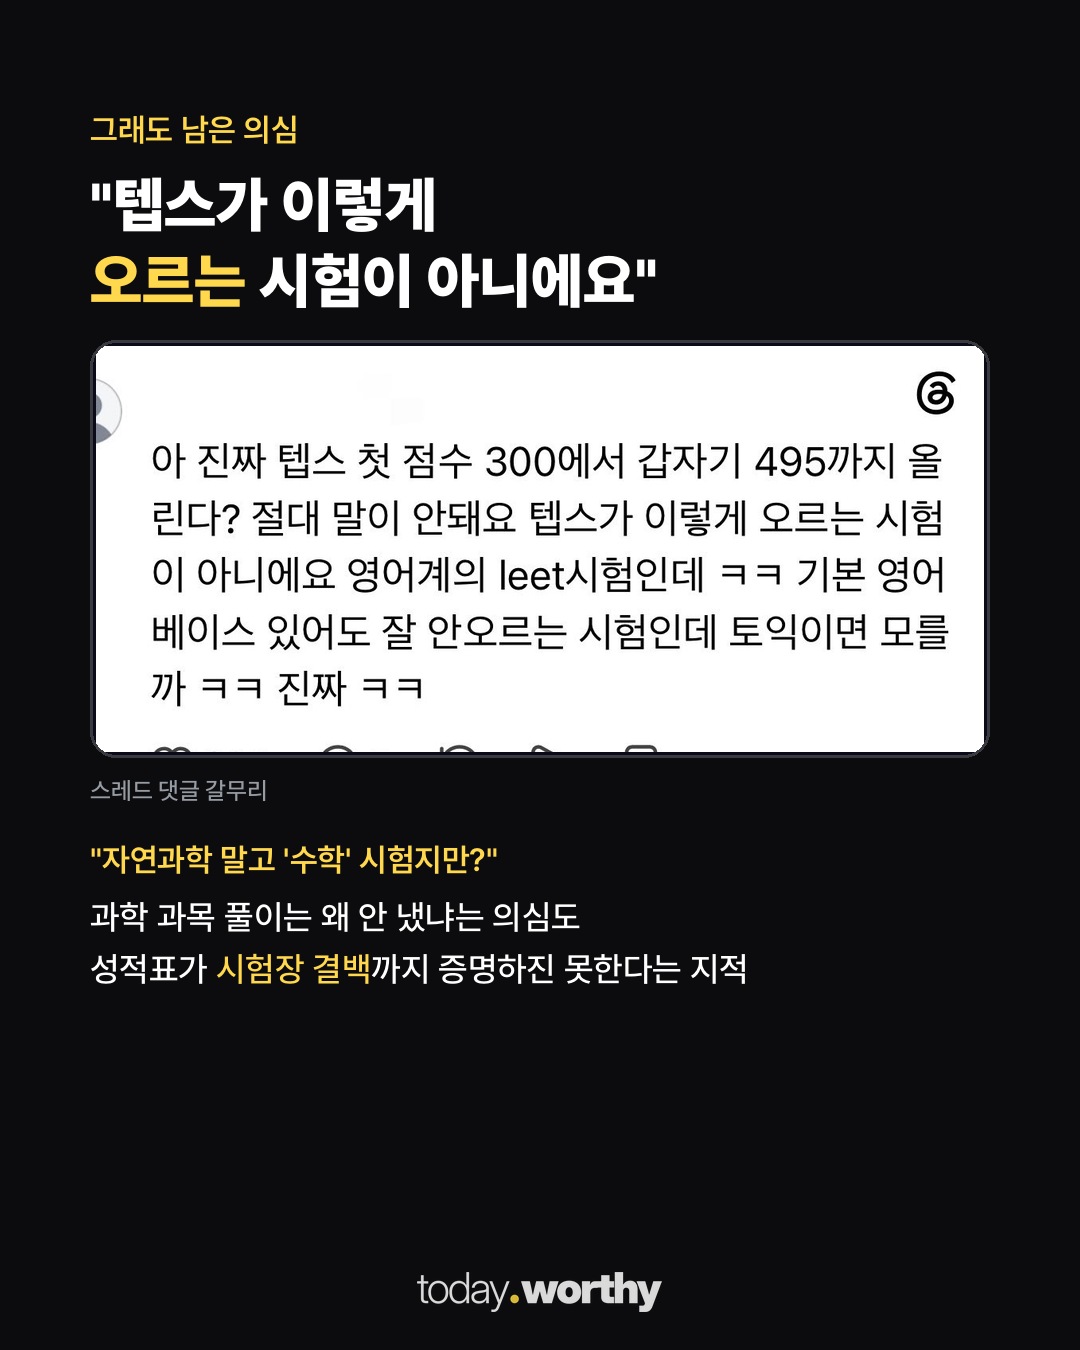 그래도 남은 의심
"텝스가 이렇게
오르는 시험이 아니에요"
아 진짜 텝스 첫 점수 300에서 갑자기 495까지 올
린다? 절대 말이 안돼요 텝스가 이렇게 오르는 시험
이 아니에요 영어계의 leet시험인데 ㅋㅋ 기본 영어
베이스 있어도 잘 안오르는 시험인데 토익이면 모를
까 ㅋㅋ 진짜 ㅋㅋ
스레드 댓글 갈무리
"자연과학 말고 '수학' 시험지만?"
과학 과목 풀이는 왜 안 냈냐는 의심도
성적표가 시험장 결백까지 증명하진 못한다는 지적
today.worthy